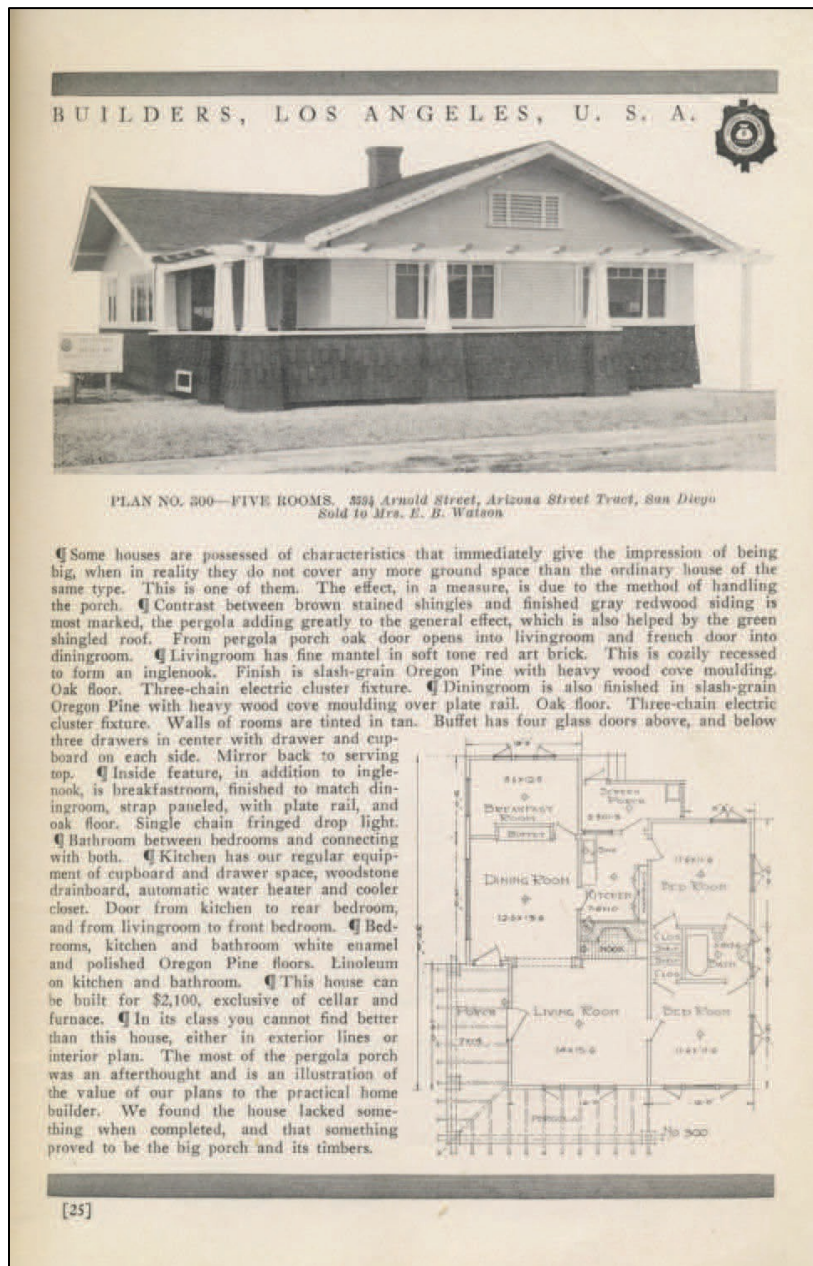 BUILDERS, LOS ANGELES, U. S. A.
PLAN NO. 300—FIVE ROOMS. Arnold Street, Arizona Street Tract, San Diego
Sold to Mrs. E. B. Watson
¶ Some houses are possessed of characteristics that immediately give the impression of being
big, when in reality they do not cover any more ground space than the ordinary house of the
same type. This is one of them. The effect, in a measure, is due to the method of handling
the porch. ¶ Contrast between brown stained shingles and finished gray redwood siding is
most marked, the pergola adding greatly to the general effect, which is also helped by the green
shingled roof. From pergola porch oak door opens into livingroom and french door into
diningroom. ¶ Livingroom has fine mantel in soft tone red art brick. This is cozily recessed
to form an inglenook. Finish is slash-grain Oregon Pine with heavy wood cove moulding.
Oak floor. Three-chain electric cluster fixture. ¶ Diningroom is also finished in slash-grain
Oregon Pine with heavy wood cove moulding over plate rail. Oak floor. Three-chain electric
cluster fixture. Walls of rooms are tinted in tan. Buffet has four glass doors above, and below
three drawers in center with drawer and cup-
board on each side. Mirror back to serving
top. ¶ Inside feature, in addition to ingle-
nook, is breakfastroom, finished to match din-
ingroom, strap paneled, with plate rail, and
oak floor. Single chain fringed drop light.
¶ Bathroom between bedrooms and connecting
with both. ¶ Kitchen has our regular equip-
ment of cupboard and drawer space, woodstone
drainboard, automatic water heater and cooler
closet. Door from kitchen to rear bedroom,
and from livingroom to front bedroom. ¶ Bed-
rooms, kitchen and bathroom white enamel
and polished Oregon Pine floors. Linoleum
on kitchen and bathroom. ¶ This house can
be built for $2,100, exclusive of cellar and
furnace. ¶ In its class you cannot find better
than this house, either in exterior lines or
interior plan. The most of the pergola porch
was an afterthought and is an illustration of
the value of our plans to the practical home
builder. We found the house lacked some-
thing when completed, and that something
proved to be the big porch and its timbers.
BREAKFAST
ROOM
SCREEN
PORCH
BUFFET
DINING ROOM
KITCHEN
BED ROOM
NOOK
CLOS
BATH
CLOS
PORCH
LIVING ROOM
BED ROOM
PERGOLA
No 300
[25]